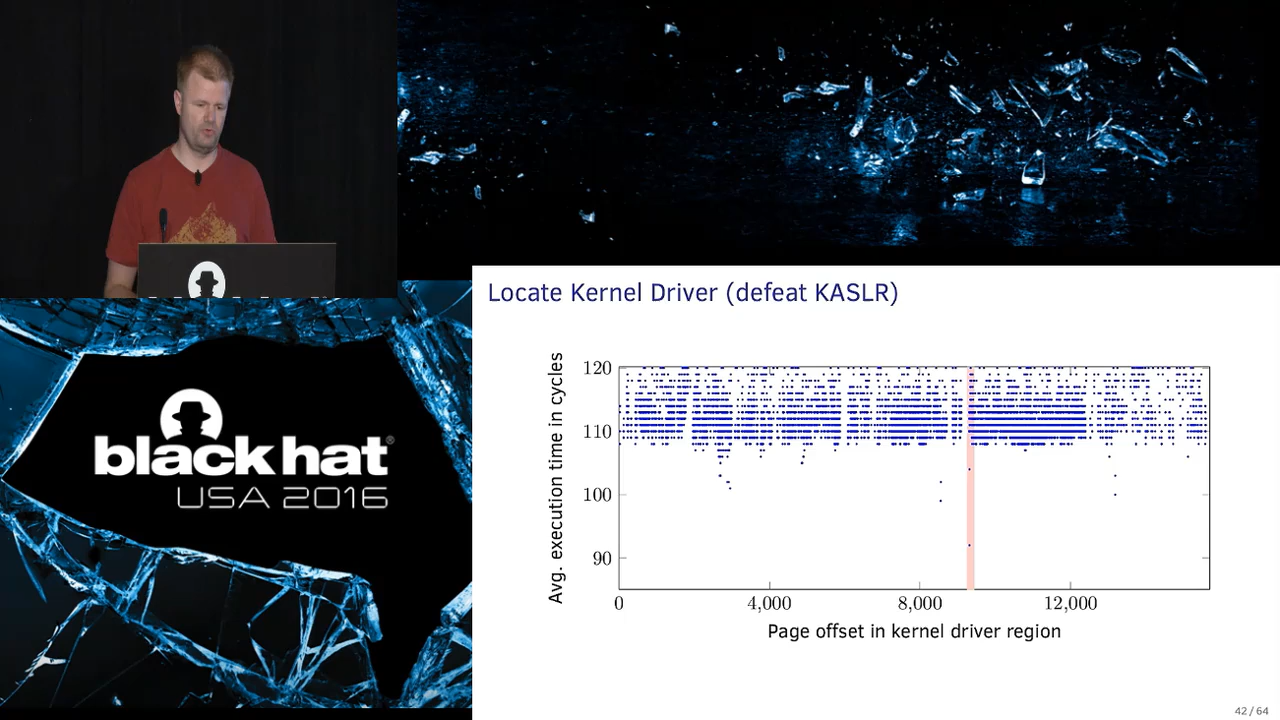 Locate Kernel Driver (defeat KASLR)
Avg. execution time in cycles
120
110
100
90
0
4,000
8,000
12,000
Page offset in kernel driver region
42 / 64
black hat®
USA 2016